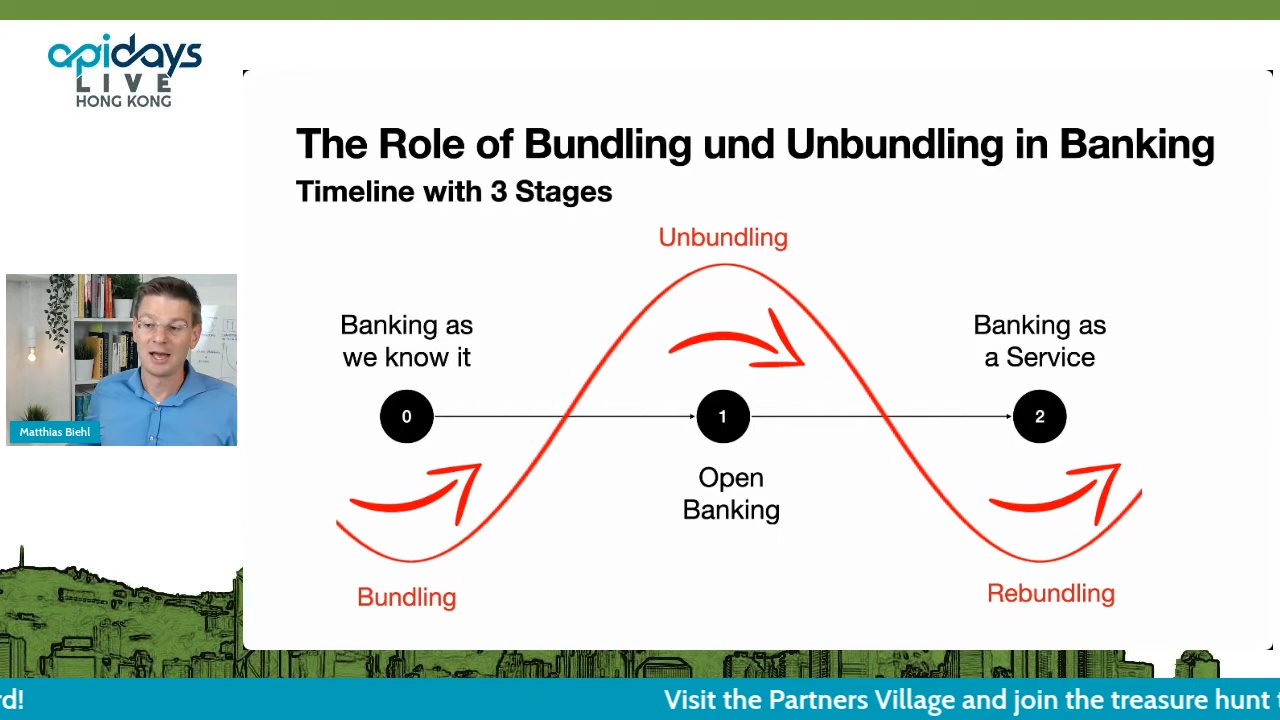 apidays
LIVE
HONG KONG
The Role of Bundling und Unbundling in Banking
Timeline with 3 Stages
Unbundling
Banking as
we know it
Banking as
a Service
0
1
2
Open
Banking
Bundling
Rebundling
Matthias Biehl
rd!
Visit the Partners Village and join the treasure hunt t